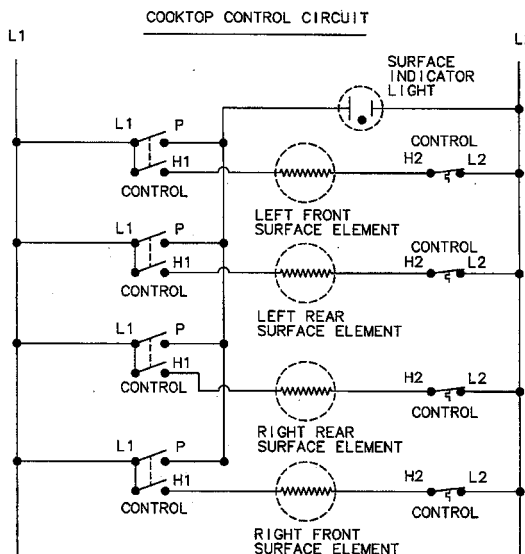 COOKTOP CONTROL CIRCUIT
L1
L
SURFACE
INDICATOR
LIGHT
L1
P
H1
CONTROL
CONTROL
H2
L2
LEFT FRONT
SURFACE ELEMENT
L1
P
H1
CONTROL
CONTROL
H2
L2
LEFT REAR
SURFACE ELEMENT
L1
P
H1
CONTROL
H2
L2
CONTROL
RIGHT REAR
SURFACE ELEMENT
L1
P
H1
CONTROL
H2
L2
CONTROL
RIGHT FRONT
SURFACE ELEMENT